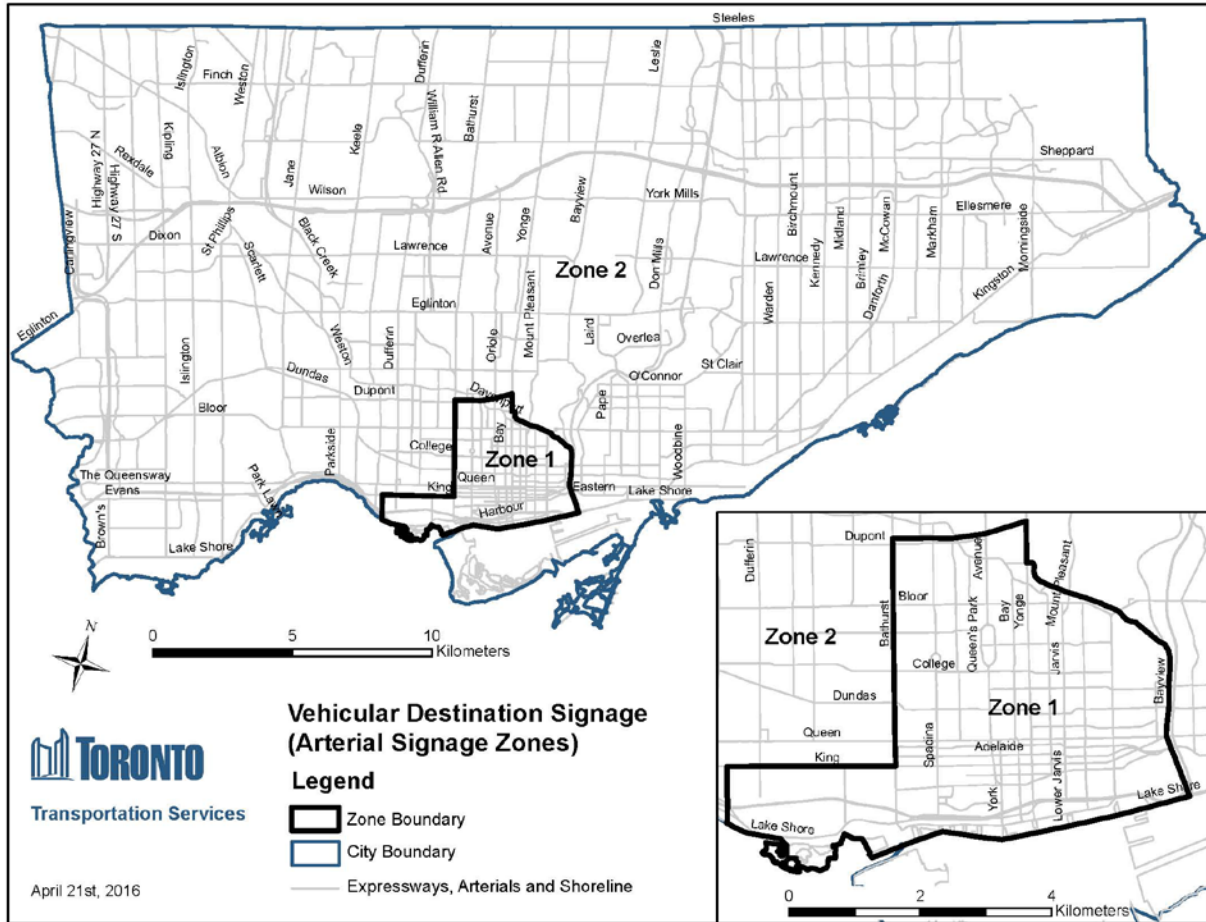 Steeles
Finch
Islington
Weston
Dufferin
William R Allen Rd
Bathurst
Leslie
Keele
Kipling
Albion
Jane
Highway 27 N
Rexdale
Highway 27 S
Wilson
Bayview
York Mills
Sheppard
Birchmount
Ellesmere
Carlingview
Dixon
St Phillips
Scarlett
Black Creek
Lawrence
Avenue
Yonge
Zone 2
Don Mills
Lawrence
Kennedy
Midland
Brimley
McCowan
Markham
Morningside
Kingston
Eglinton
Eglinton
Mount Pleasant
Warden
Danforth
Islington
Weston
Dufferin
Oriole
Laird
Overlea
St Clair
O'Connor
Dundas
Dupont
Davenport
Pape
Bloor
Parkside
College
Bay
Zone 1
Woodbine
The Queensway
Evans
Park Lawn
King
Queen
Eastern
Lake Shore
Harbour
Brown's
Lake Shore
N
0 5 10
Kilometers
Vehicular Destination Signage
(Arterial Signage Zones)
Legend
Zone Boundary
City Boundary
Expressways, Arterials and Shoreline
TORONTO
Transportation Services
April 21st, 2016
Dufferin
Dupont
Avenue
Mount Pleasant
Bloor
Bathurst
Queen's Park
Bay
Yonge
Zone 2
College
Jarvis
Bayview
Dundas
Zone 1
Queen
King
Spadina
Adelaide
York
Lower Jarvis
Lake Shore
Lake Shore
0 2 4
Kilometers